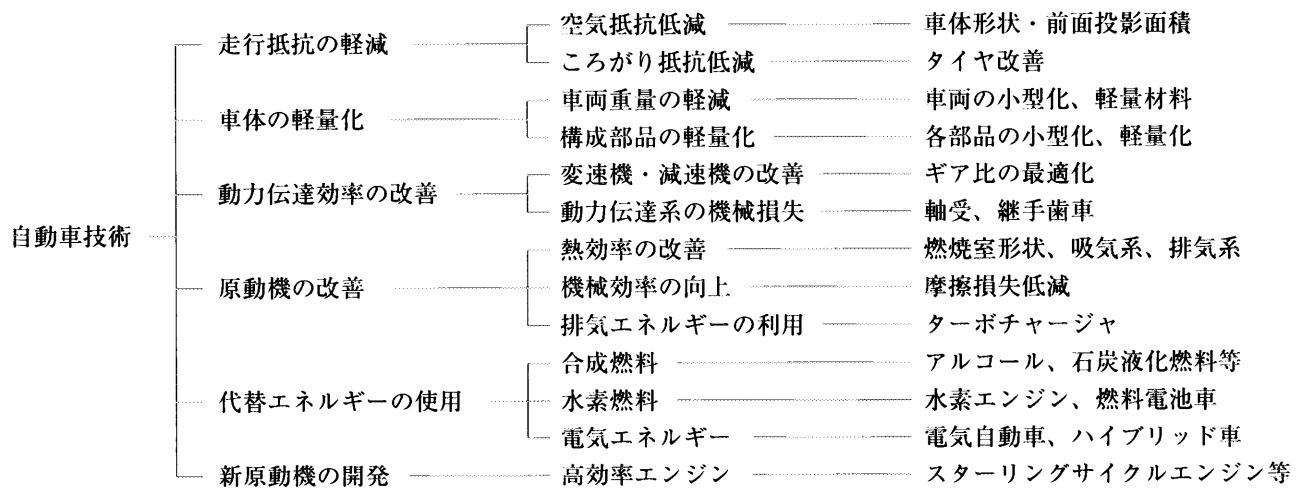 空気抵抗低減 車体形状・前面投影面積
走行抵抗の軽減
ころがり抵抗低減 タイヤ改善
車両重量の軽減 車両の小型化、軽量材料
車体の軽量化
構成部品の軽量化 各部品の小型化、軽量化
変速機・減速機の改善 ギア比の最適化
動力伝達効率の改善
動力伝達系の機械損失 軸受、継手歯車
自動車技術
熱効率の改善 燃焼室形状、吸気系、排気系
原動機の改善 機械効率の向上 摩擦損失低減
排気エネルギーの利用 ターボチャージャ
合成燃料 アルコール、石炭液化燃料等
代替エネルギーの使用 水素燃料 水素エンジン、燃料電池車
電気エネルギー 電気自動車、ハイブリッド車
新原動機の開発 高効率エンジン スターリングサイクルエンジン等